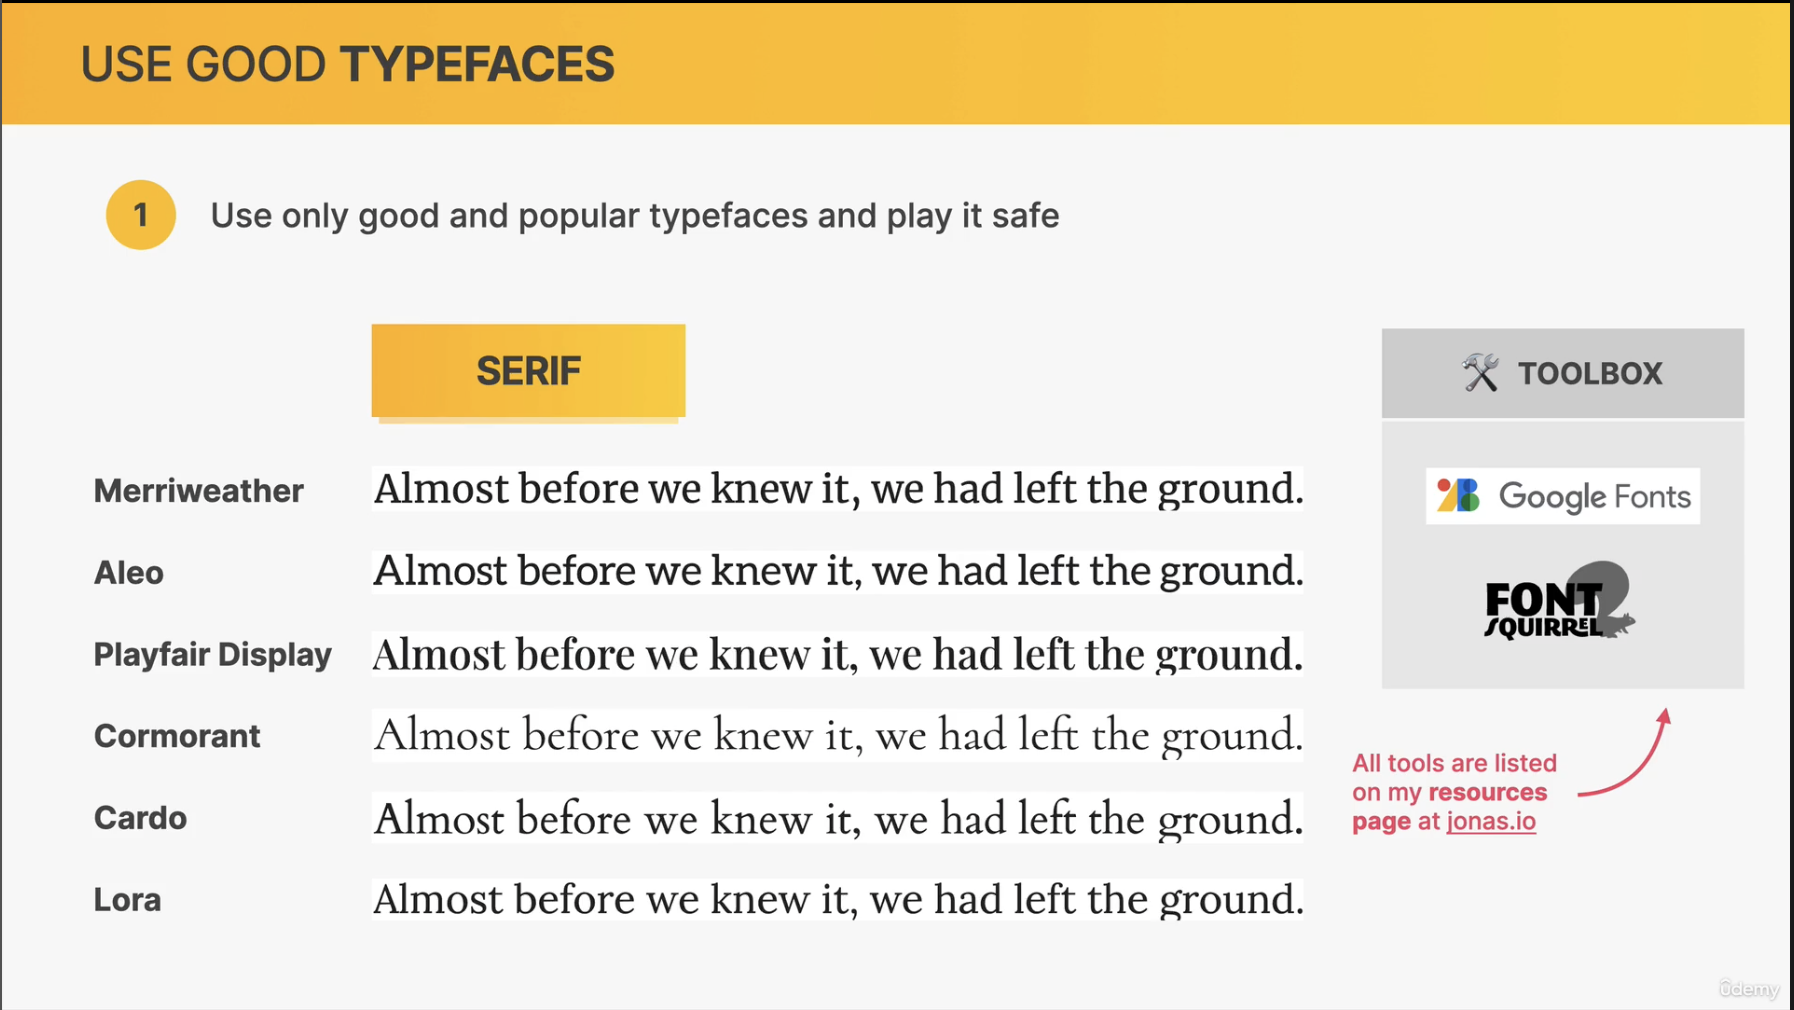 USE GOOD TYPEFACES
1 Use only good and popular typefaces and play it safe
SERIF
Merriweather Almost before we knew it, we had left the ground.
Aleo Almost before we knew it, we had left the ground.
Playfair Display Almost before we knew it, we had left the ground.
Cormorant Almost before we knew it, we had left the ground.
Cardo Almost before we knew it, we had left the ground.
Lora Almost before we knew it, we had left the ground.
TOOLBOX
Google Fonts
FONT
SQUIRREL
All tools are listed
on my resources
page at jonas.io
ûdemy